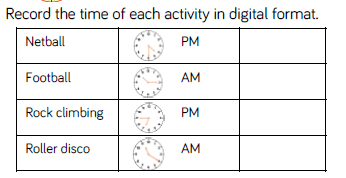 Record the time of each activity in digital format.
Netball PM
Football AM
Rock climbing PM
Roller disco AM